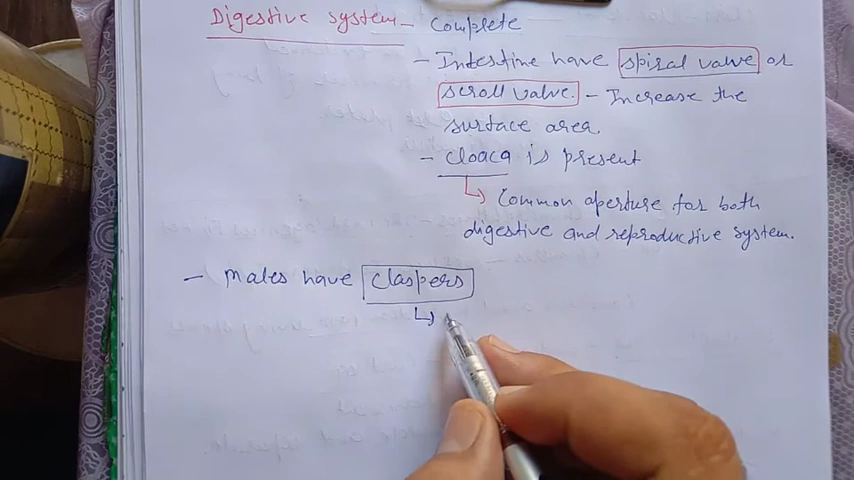 Digestive system - Complete
- Intestine have spiral valve or
scroll valve. - Increase the
surface area.
- cloaca is present
↳ Common aperture for both
digestive and reproductive system.
- Males have claspers
↳